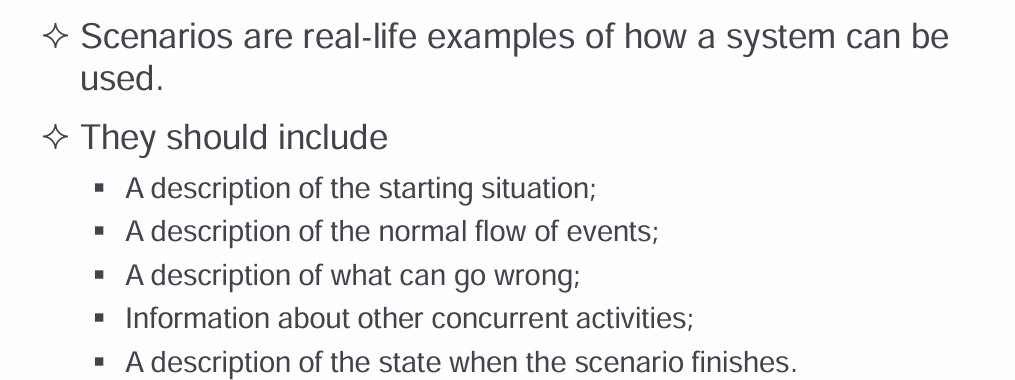 ✧ Scenarios are real-life examples of how a system can be
used.
✧ They should include
▪ A description of the starting situation;
▪ A description of the normal flow of events;
▪ A description of what can go wrong;
▪ Information about other concurrent activities;
▪ A description of the state when the scenario finishes.